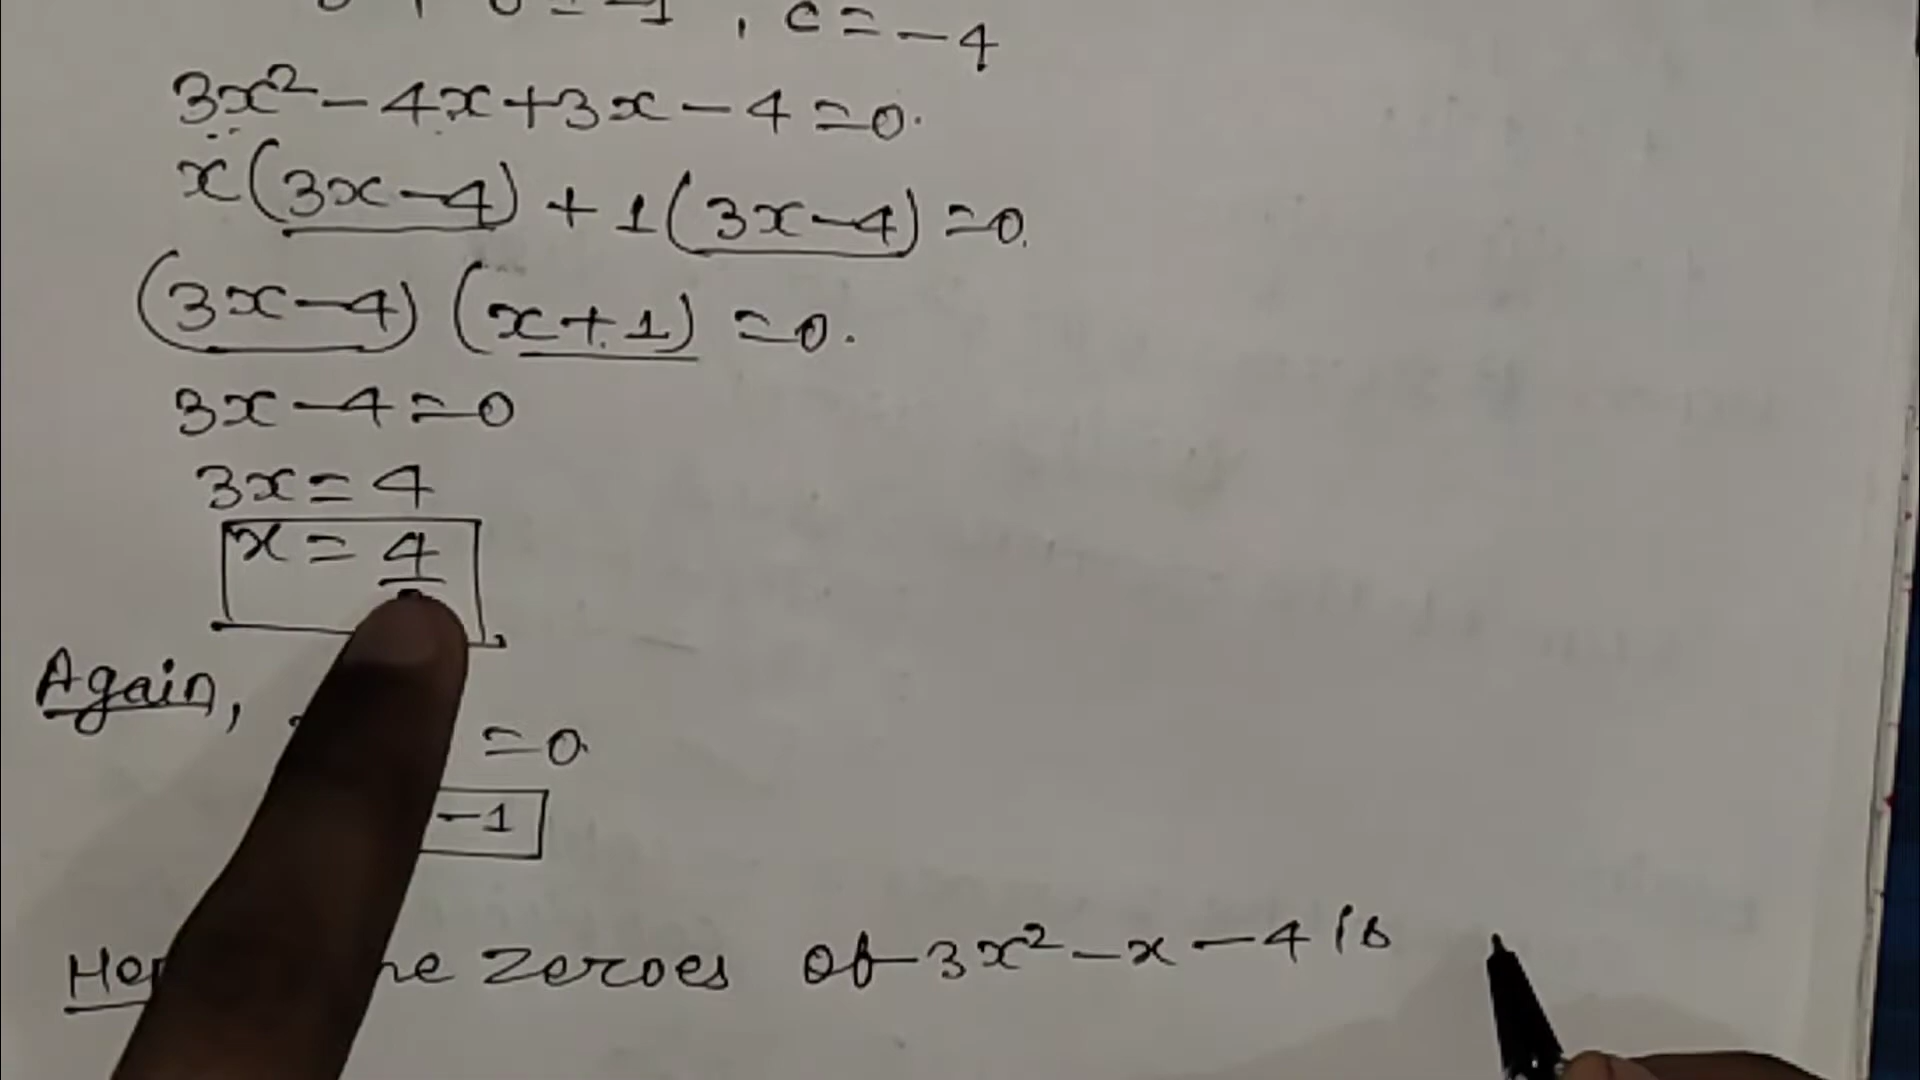 , c = -4
3x² - 4x + 3x - 4 = 0.
x(3x-4) + 1(3x-4) = 0.
(3x-4) (x+1) = 0.
3x - 4 = 0
3x = 4
x = 4
Again,
= 0.
-1
zeroes of 3x² - x - 4 is